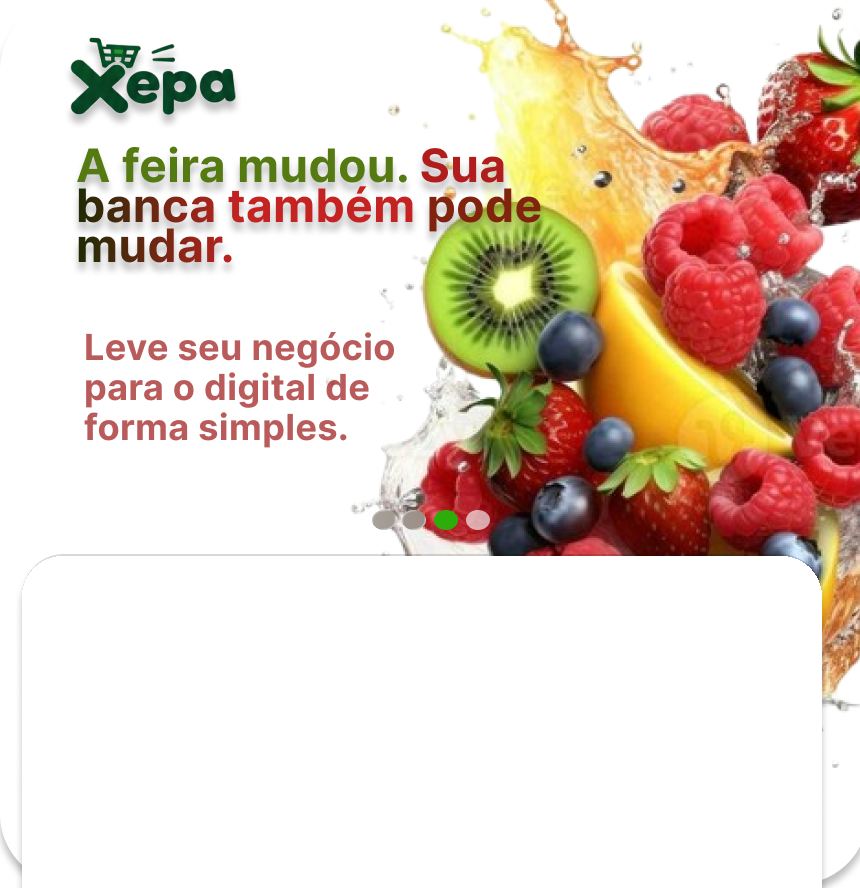 Xepa
A feira mudou. Sua
banca também pode
mudar.
Leve seu negócio
para o digital de
forma simples.